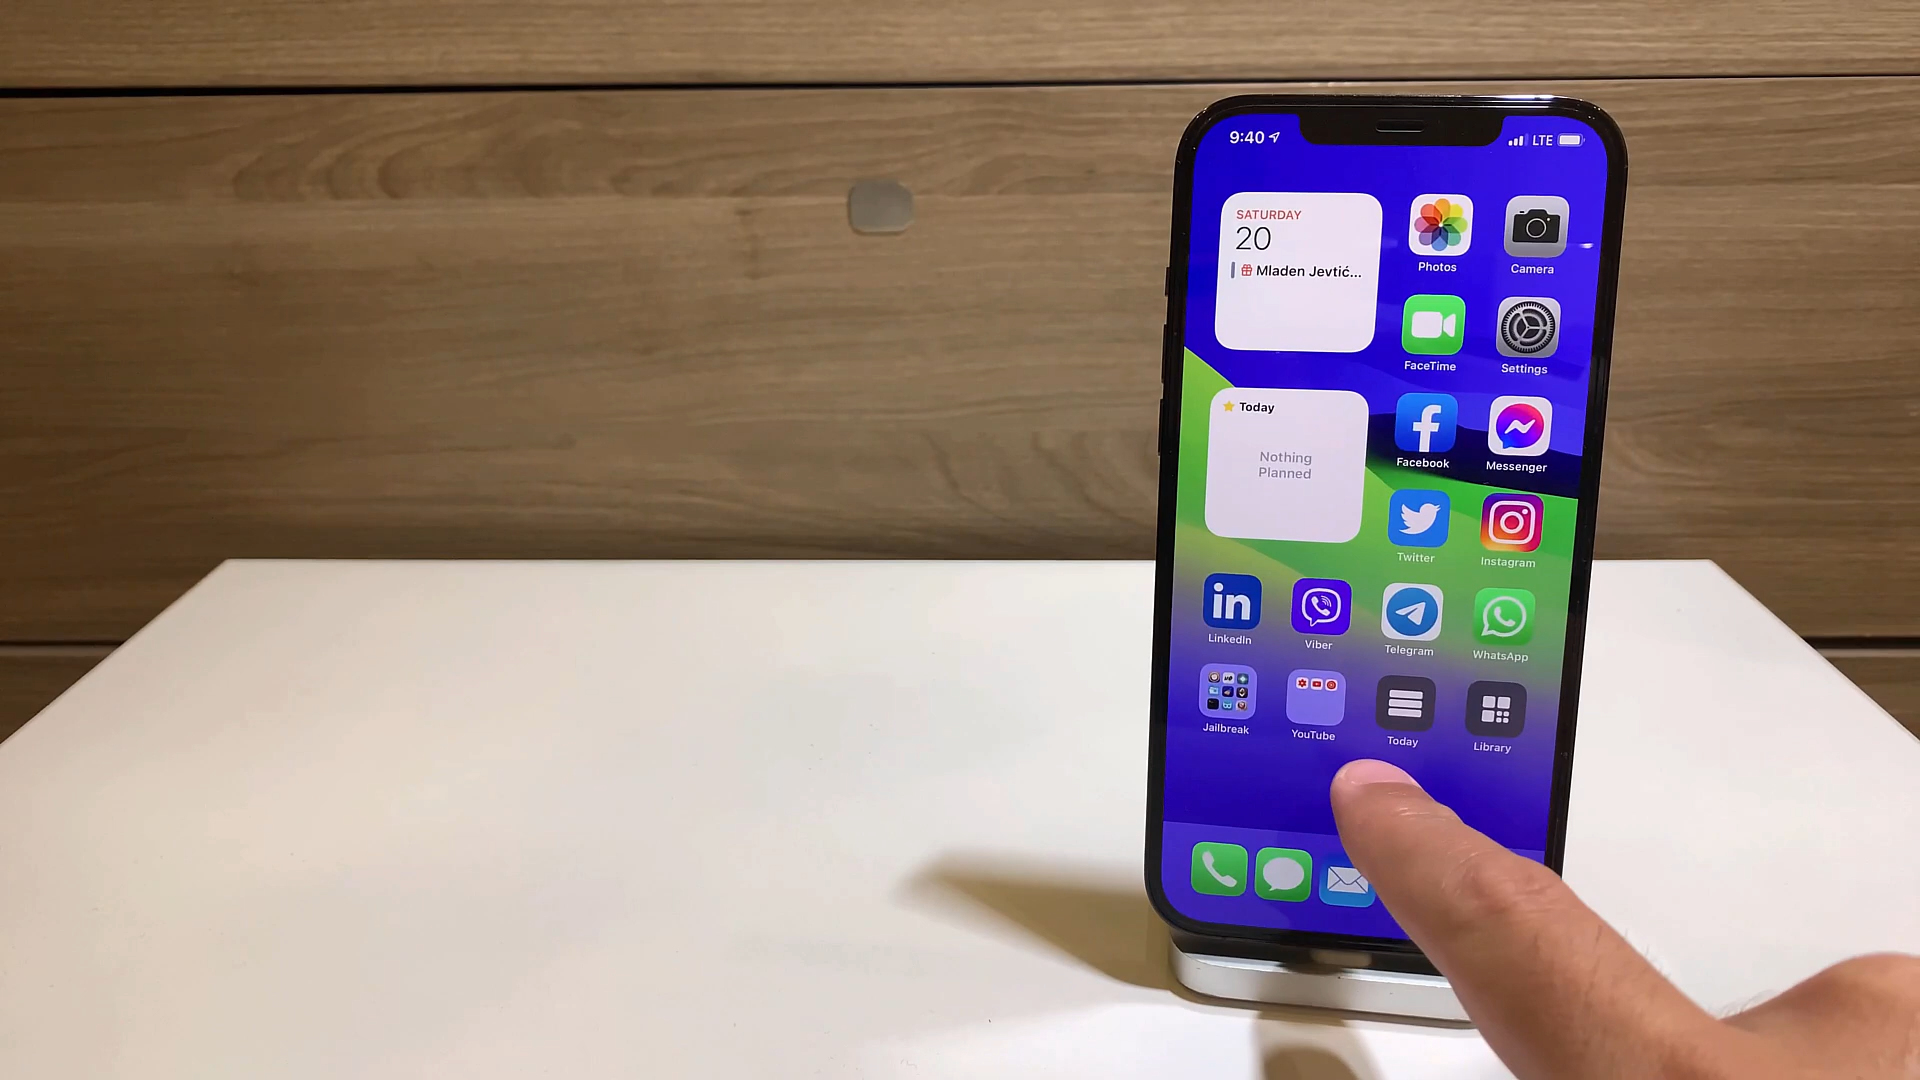 9:40
LTE
SATURDAY
20
Mladen Jevtić...
Photos
Camera
FaceTime
Settings
Today
Nothing
Planned
Facebook
Messenger
Twitter
Instagram
in
LinkedIn
Viber
Telegram
WhatsApp
Jailbreak
YouTube
Today
Library